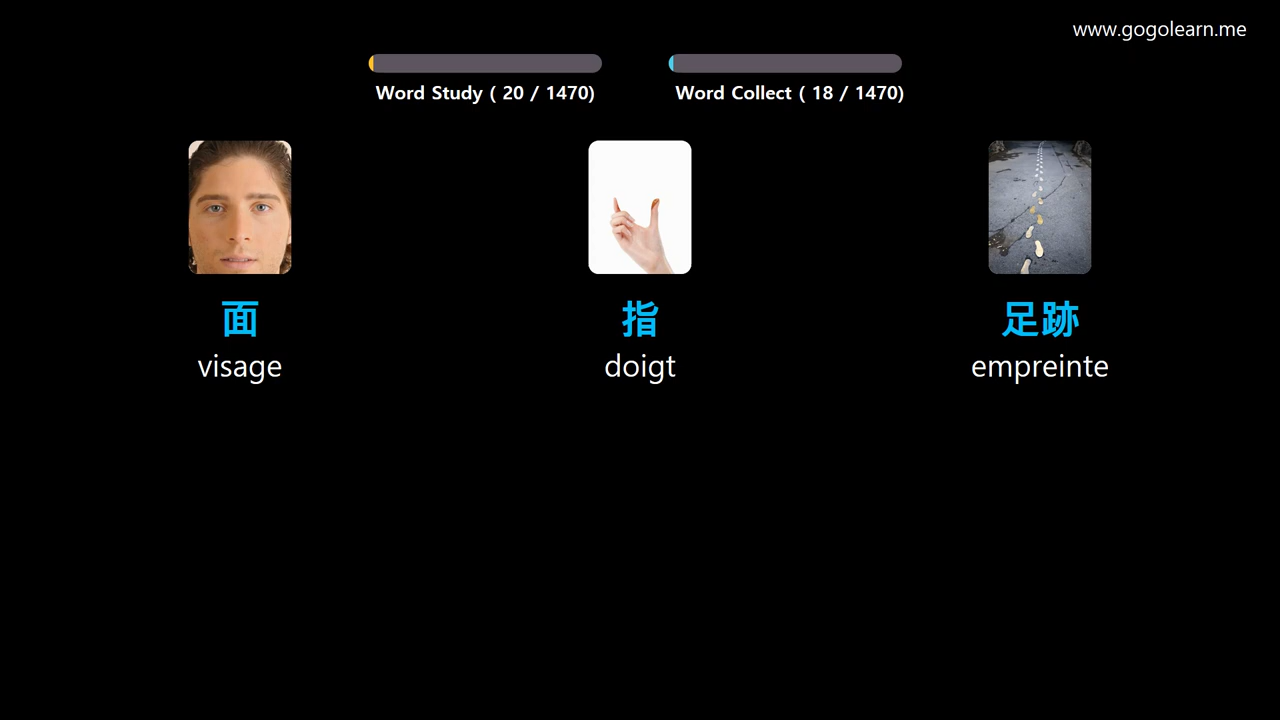 www.gogolearn.me
Word Study ( 20 / 1470)
Word Collect ( 18 / 1470)
面
visage
指
doigt
足跡
empreinte